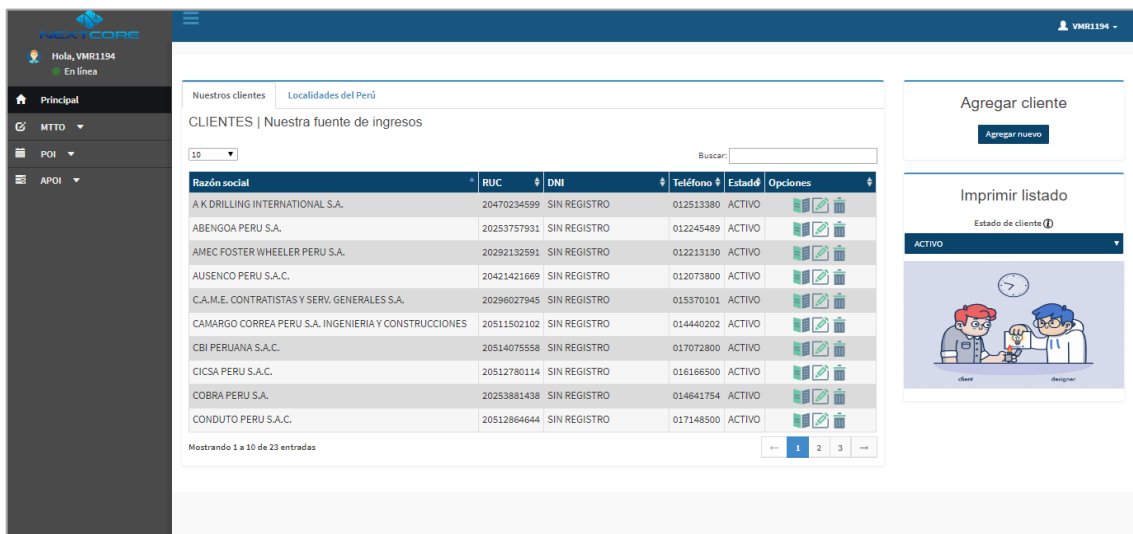 NEXTCORE
VMR1194
Hola, VMR1194
En línea
Principal
MTTO
POI
APOI
Nuestros clientes Localidades del Perú
CLIENTES | Nuestra fuente de ingresos
10 Buscar:
Razón social RUC DNI Teléfono Estado Opciones
A K DRILLING INTERNATIONAL S.A. 20470234599 SIN REGISTRO 012513380 ACTIVO
ABENGOA PERU S.A. 20253757931 SIN REGISTRO 012245489 ACTIVO
AMEC FOSTER WHEELER PERU S.A. 20292132591 SIN REGISTRO 012213130 ACTIVO
AUSENCO PERU S.A.C. 20421421669 SIN REGISTRO 012073800 ACTIVO
C.A.M.E. CONTRATISTAS Y SERV. GENERALES S.A. 20296027945 SIN REGISTRO 015370101 ACTIVO
CAMARGO CORREA PERU S.A. INGENIERIA Y CONSTRUCCIONES 20511502102 SIN REGISTRO 014440202 ACTIVO
CBI PERUANA S.A.C. 20514075558 SIN REGISTRO 017072800 ACTIVO
CICSA PERU S.A.C. 20512780114 SIN REGISTRO 016166500 ACTIVO
COBRA PERU S.A. 20253881438 SIN REGISTRO 014641754 ACTIVO
CONDUTO PERU S.A.C. 20512864644 SIN REGISTRO 017148500 ACTIVO
Mostrando 1 a 10 de 23 entradas
← 1 2 3 →
Agregar cliente
Agregar nuevo
Imprimir listado
Estado de cliente
ACTIVO
client designer